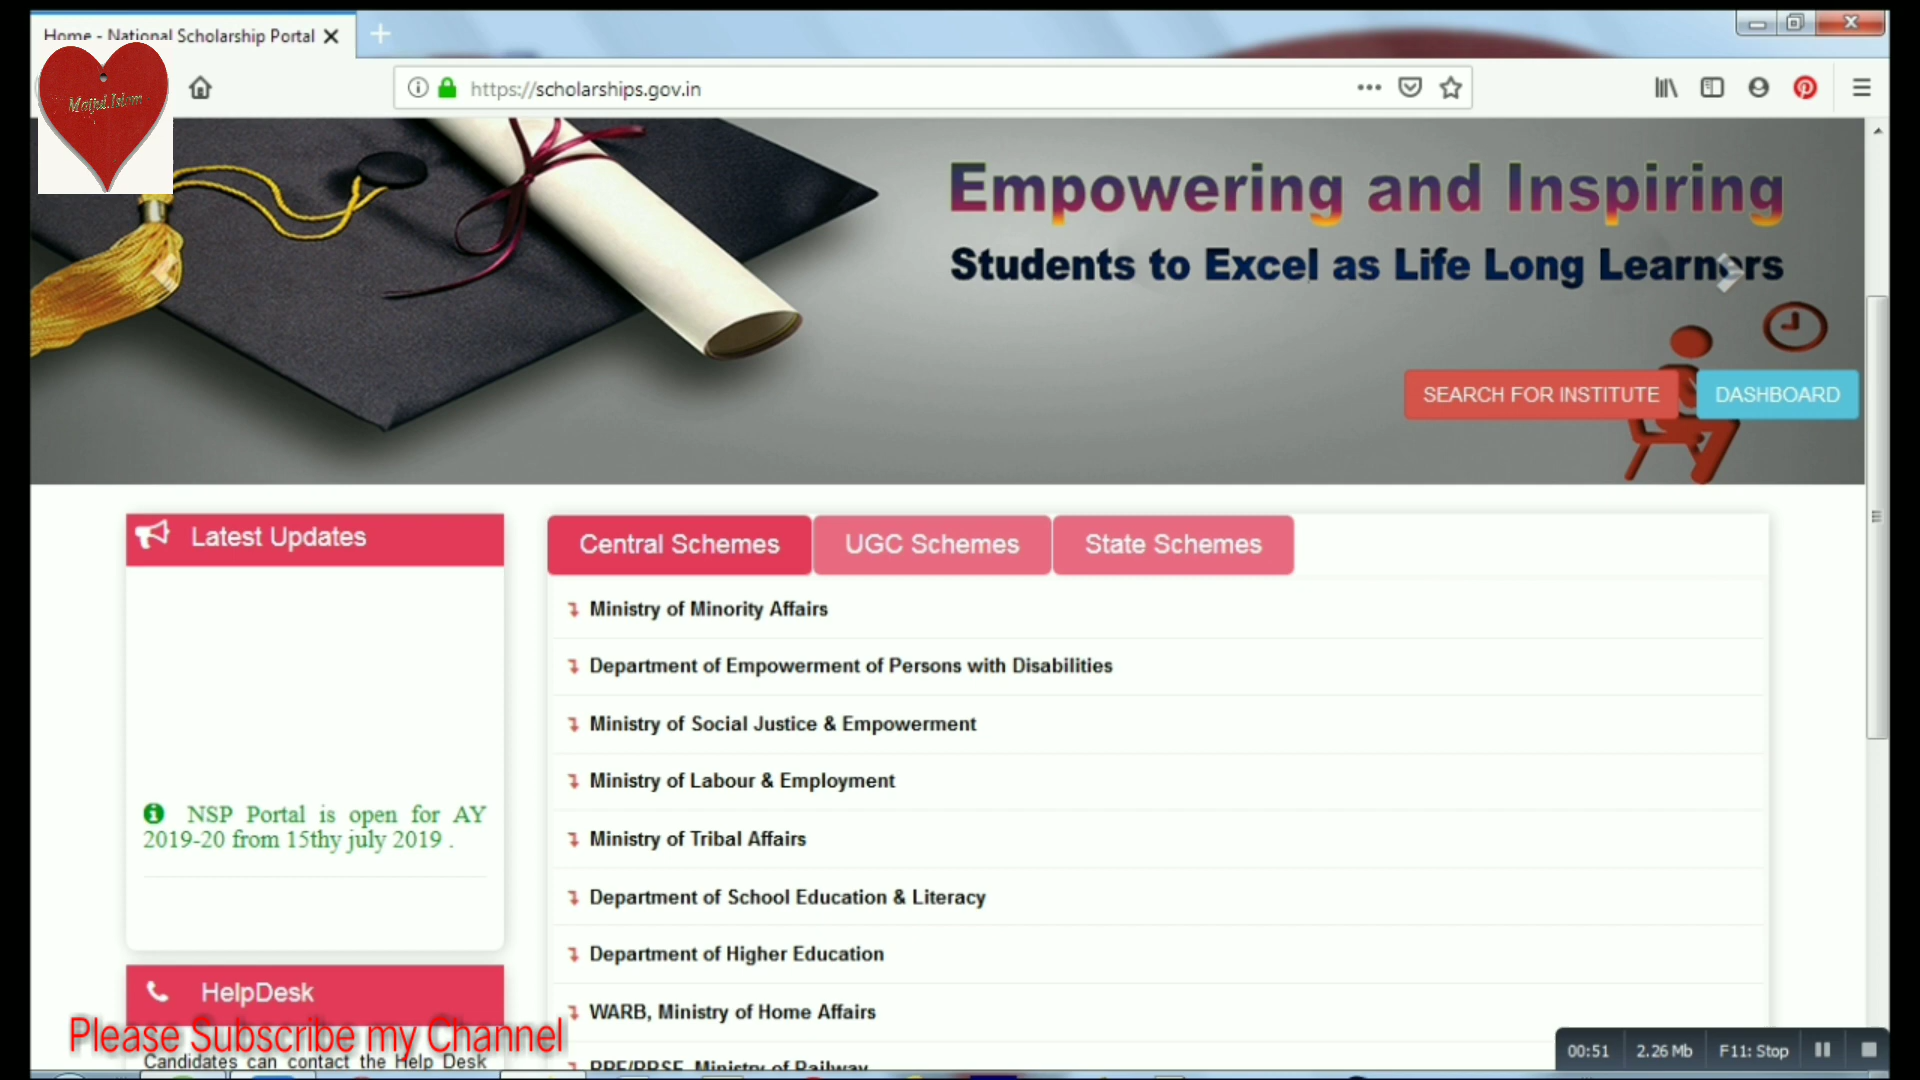 Home - National Scholarship Portal
https://scholarships.gov.in
Empowering and Inspiring
Students to Excel as Life Long Learners
SEARCH FOR INSTITUTE
DASHBOARD
Latest Updates
NSP Portal is open for AY
2019-20 from 15thy july 2019 .
HelpDesk
Candidates can contact the Help Desk
Central Schemes
UGC Schemes
State Schemes
Ministry of Minority Affairs
Department of Empowerment of Persons with Disabilities
Ministry of Social Justice & Empowerment
Ministry of Labour & Employment
Ministry of Tribal Affairs
Department of School Education & Literacy
Department of Higher Education
WARB, Ministry of Home Affairs
Ministry of Railway
Please Subscribe my Channel
00:51
2.26 Mb
F11: Stop